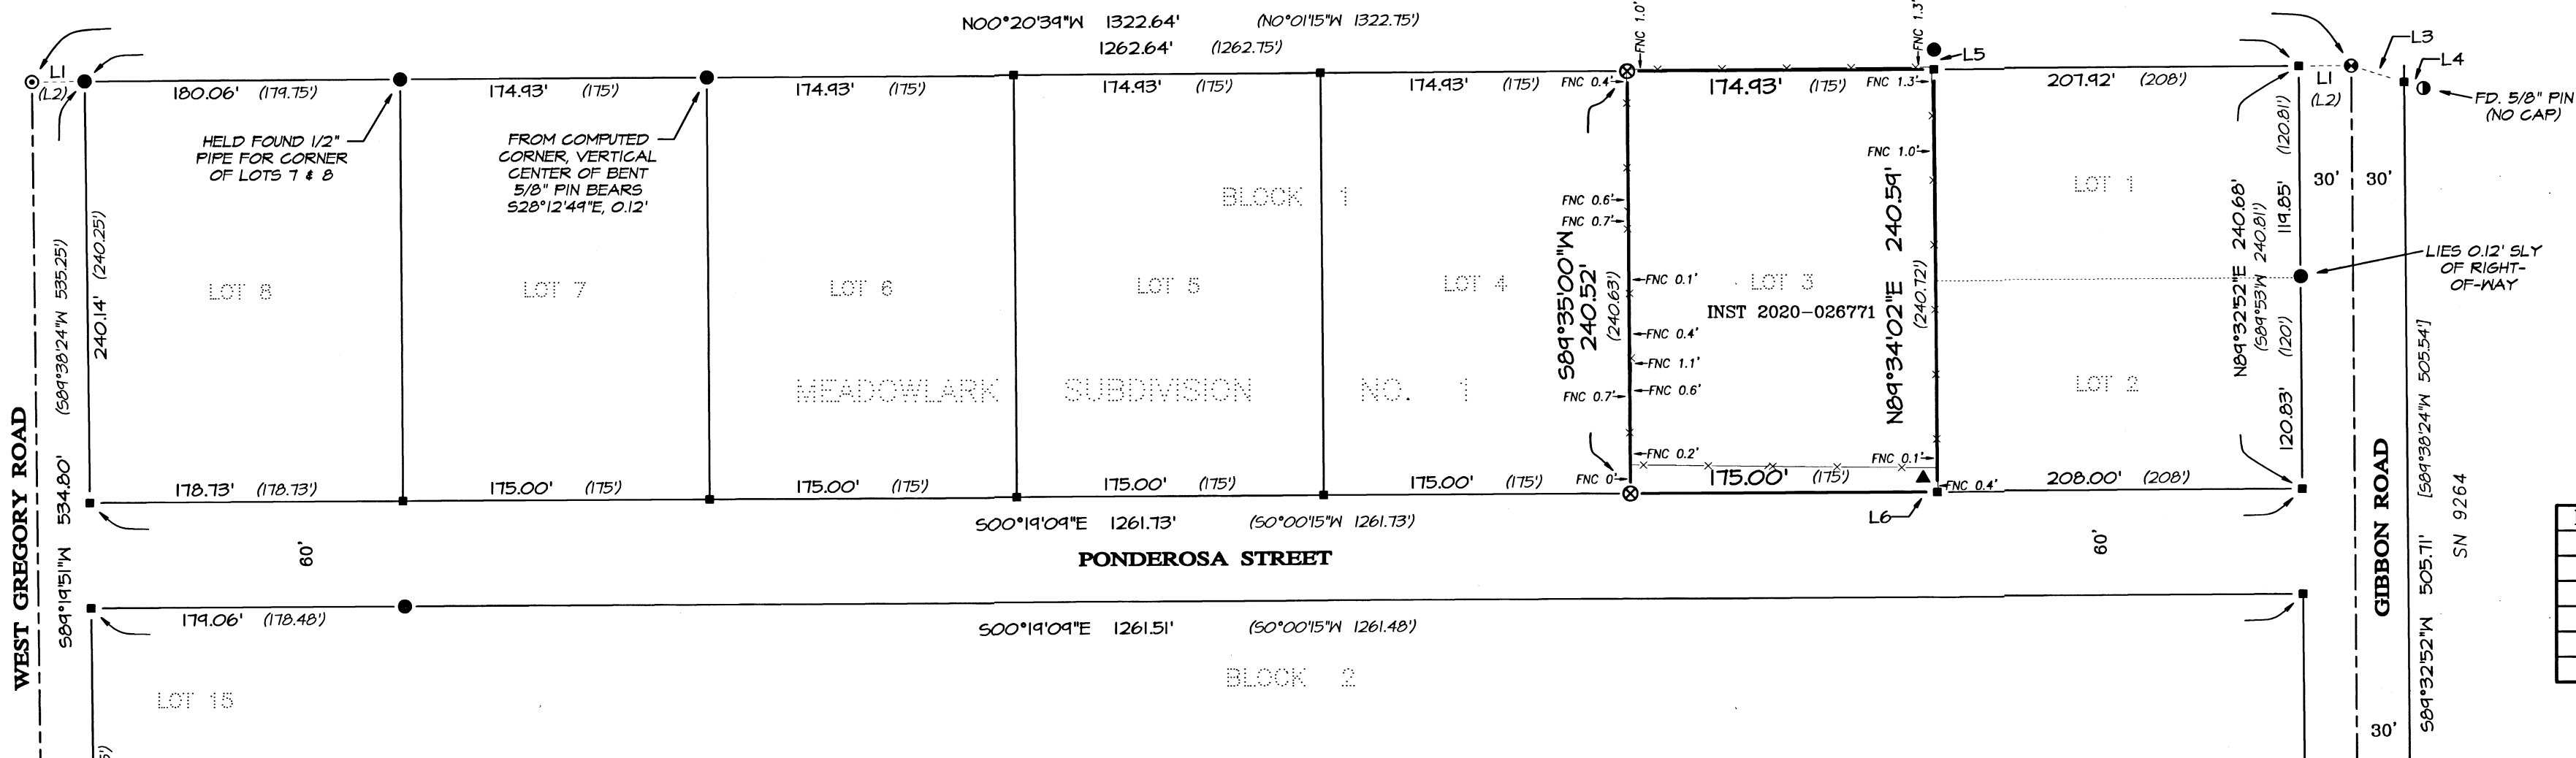 N00°20'39"W 1322.64' (N0°01'15"W 1322.75')
1262.64' (1262.75')
FNC 1.0'
FNC 1.3'
L1
(L2)
180.06' (179.75')
174.93' (175')
174.93' (175')
174.93' (175')
174.93' (175')
FNC 0.4'
174.93' (175')
FNC 1.3'
L5
207.92' (208')
L1
(L2)
L3
L4
FD. 5/8" PIN
(NO CAP)
HELD FOUND 1/2"
PIPE FOR CORNER
OF LOTS 7 & 8
FROM COMPUTED
CORNER, VERTICAL
CENTER OF BENT
5/8" PIN BEARS
S28°12'49"E, 0.12'
BLOCK 1
FNC 1.0'
FNC 0.6'
FNC 0.7'
LOT 1
30' 30'
(120.81')
119.85'
N89°32'52"E 240.68'
(S89°53'W 240.81')
(120')
120.83'
LIES 0.12' SLY
OF RIGHT-
OF-WAY
240.14' (240.25')
(S89°38'24"W 535.25')
S89°19'51"W 534.80'
WEST GREGORY ROAD
LOT 8
LOT 7
LOT 6
LOT 5
LOT 4
S89°35'00"W
240.52'
(240.63')
FNC 0.1'
LOT 3
INST 2020-026771
N89°34'02"E 240.59'
(240.72')
FNC 0.4'
FNC 1.1'
FNC 0.6'
FNC 0.7'
LOT 2
MEADOWLARK SUBDIVISION NO. 1
FNC 0.2'
FNC 0.1'
FNC 0'
FNC 0.4'
178.73' (178.73')
175.00' (175')
175.00' (175')
175.00' (175')
175.00' (175')
175.00' (175')
208.00' (208')
L6
S00°19'09"E 1261.73' (S0°00'15"W 1261.73')
60'
PONDEROSA STREET
60'
GIBBON ROAD
[S89°38'24"W 505.54']
S89°32'52"W 505.71'
SN 9264
179.06' (178.48')
S00°19'09"E 1261.51' (S0°00'15"W 1261.48')
BLOCK 2
LOT 15
30'